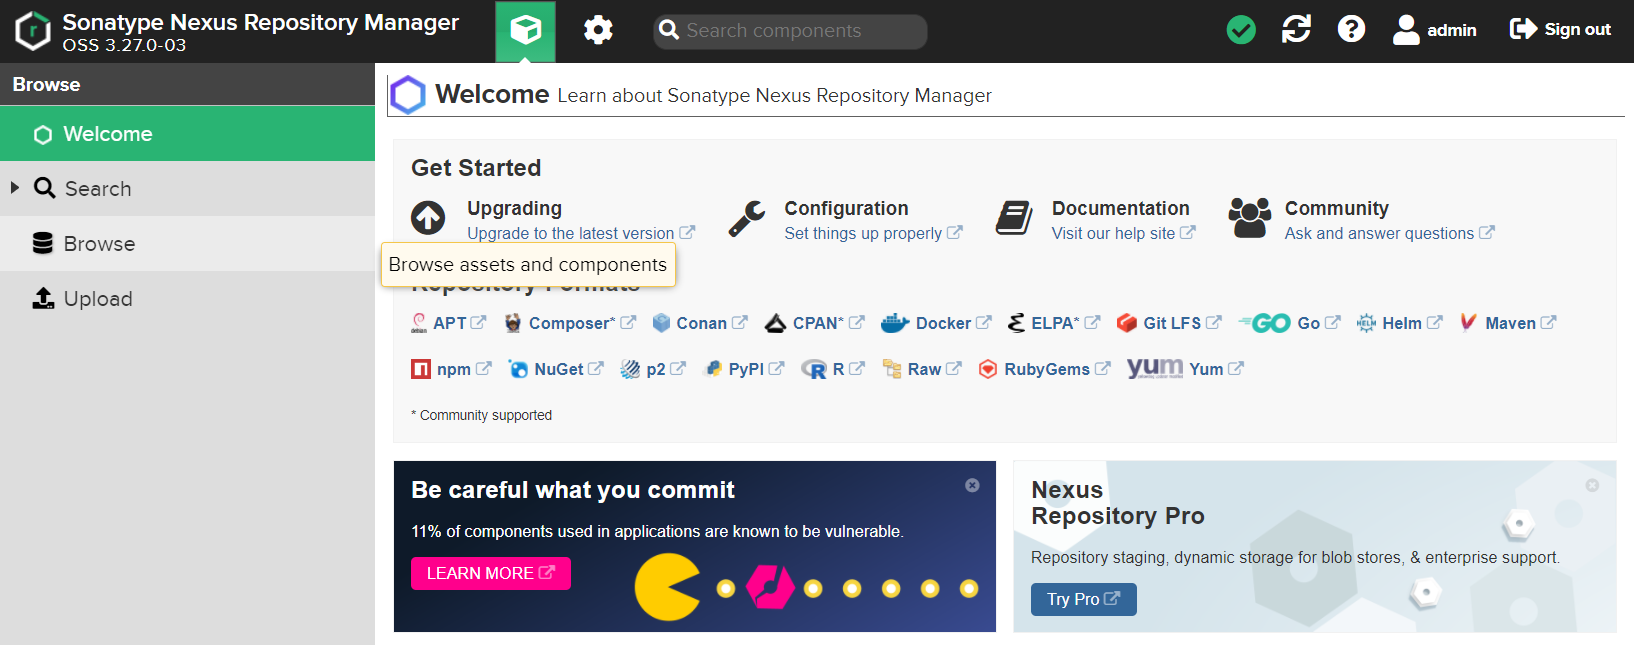 Sonatype Nexus Repository Manager
OSS 3.27.0-03
Search components
admin
Sign out
Browse
Welcome
Search
Browse
Upload
Welcome Learn about Sonatype Nexus Repository Manager
Get Started
Upgrading
Upgrade to the latest version
Configuration
Set things up properly
Documentation
Visit our help site
Community
Ask and answer questions
Browse assets and components
Repository Formats
APT Composer* Conan CPAN* Docker ELPA* Git LFS GO Go HELM Helm Maven
npm NuGet p2 PyPI R R Raw RubyGems yum Yum
* Community supported
Be careful what you commit
11% of components used in applications are known to be vulnerable.
LEARN MORE
Nexus
Repository Pro
Repository staging, dynamic storage for blob stores, & enterprise support.
Try Pro